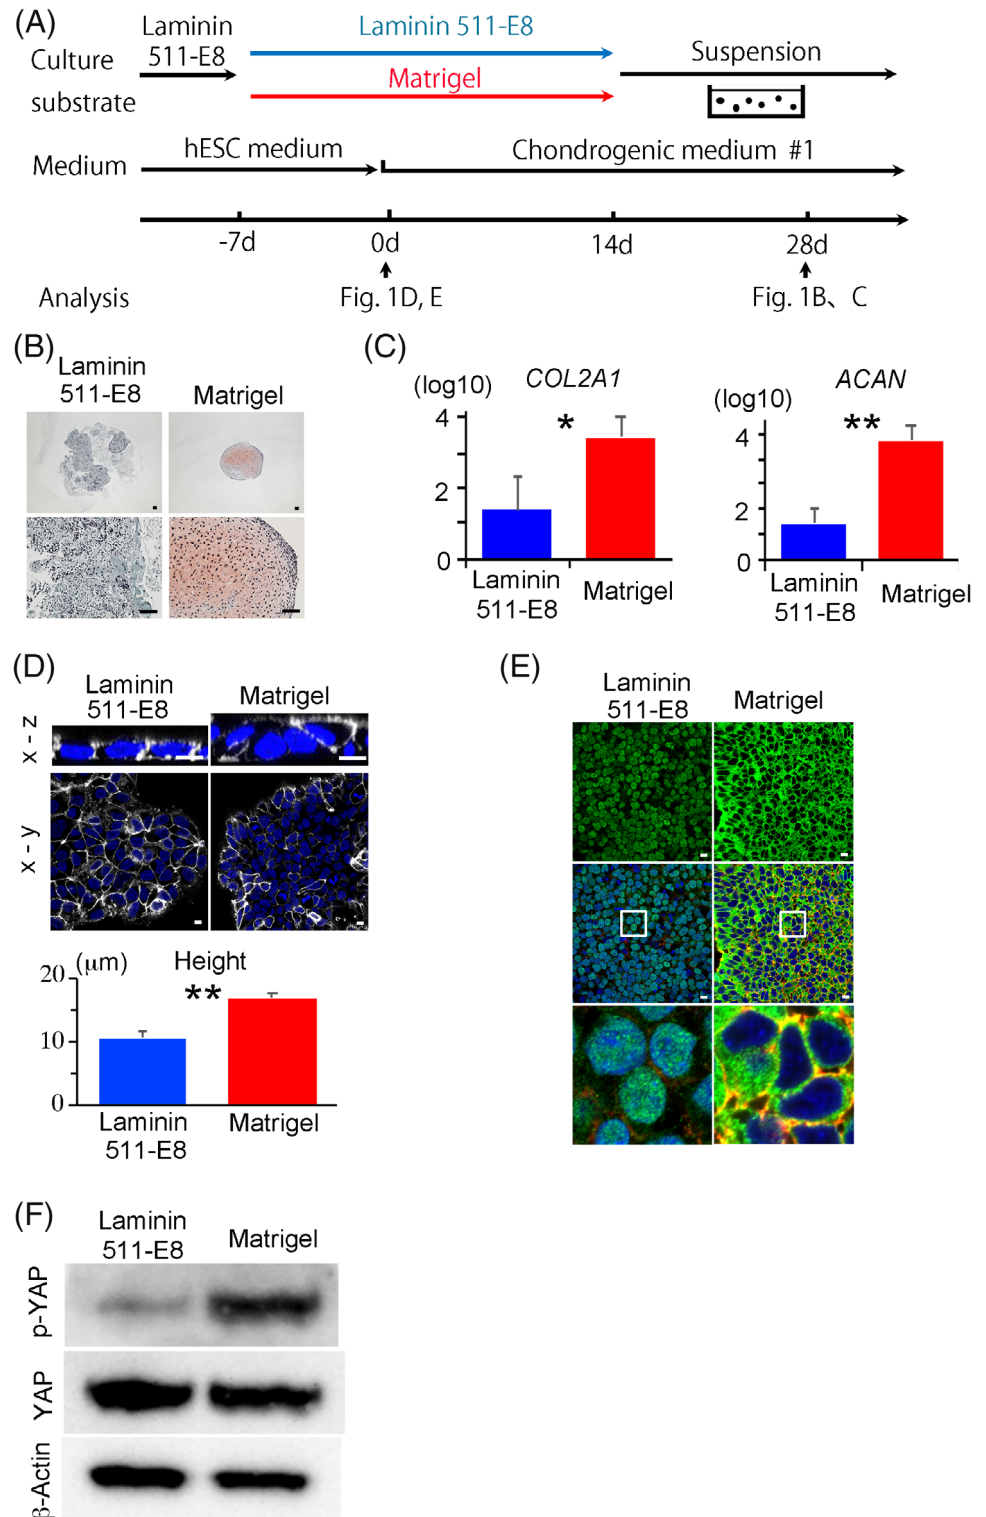 (A)
Laminin
511-E8
Laminin 511-E8
Culture
substrate
Matrigel
Suspension
Medium
hESC medium
Chondrogenic medium #1
-7d
0d
14d
28d
Analysis
Fig. 1D, E
Fig. 1B、 C
(B)
Laminin
511-E8
Matrigel
(C)
(log10)
COL2A1
*
4
2
0
Laminin
511-E8
Matrigel
(log10)
ACAN
**
4
2
0
Laminin
511-E8
Matrigel
(D)
Laminin
511-E8
Matrigel
x - z
x - y
(μm)
Height
**
20
10
0
Laminin
511-E8
Matrigel
(E)
Laminin
511-E8
Matrigel
(F)
Laminin
511-E8
Matrigel
p-YAP
YAP
β-Actin